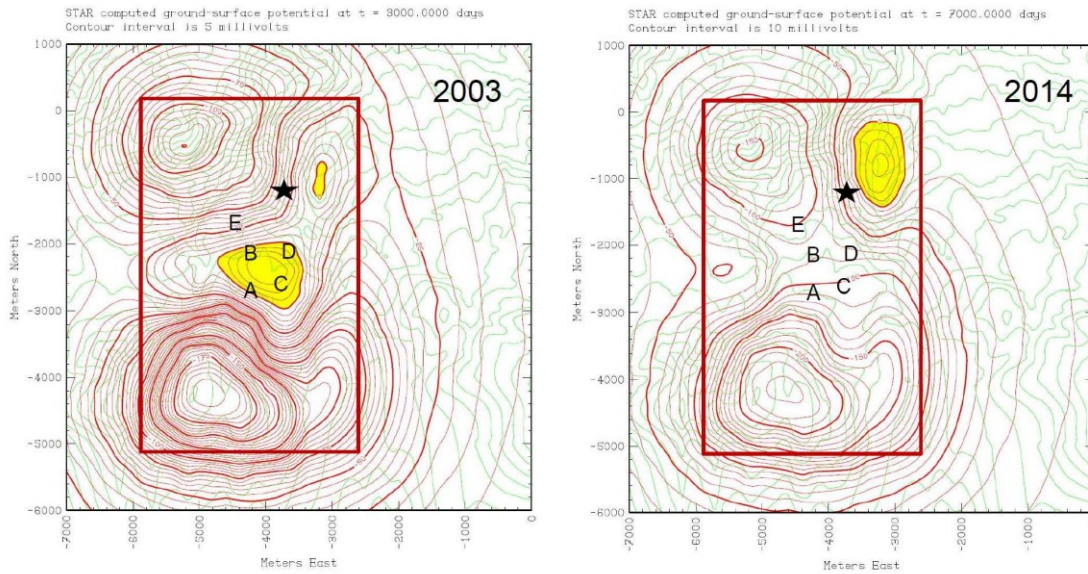 STAR computed ground-surface potential at t = 3000.0000 days
Contour interval is 5 millivolts
2003
1000
0
-1000
-2000
-3000
-4000
-5000
-6000
Meters North
E
B
D
A
C
-7000
-6000
-5000
-4000
-3000
-2000
-1000
0
Meters East
STAR computed ground-surface potential at t = 7000.0000 days
Contour interval is 10 millivolts
2014
1000
0
-1000
-2000
-3000
-4000
-5000
-6000
Meters North
E
B
D
A
C
-150
-7000
-6000
-5000
-4000
-3000
-2000
-1000
Meters East